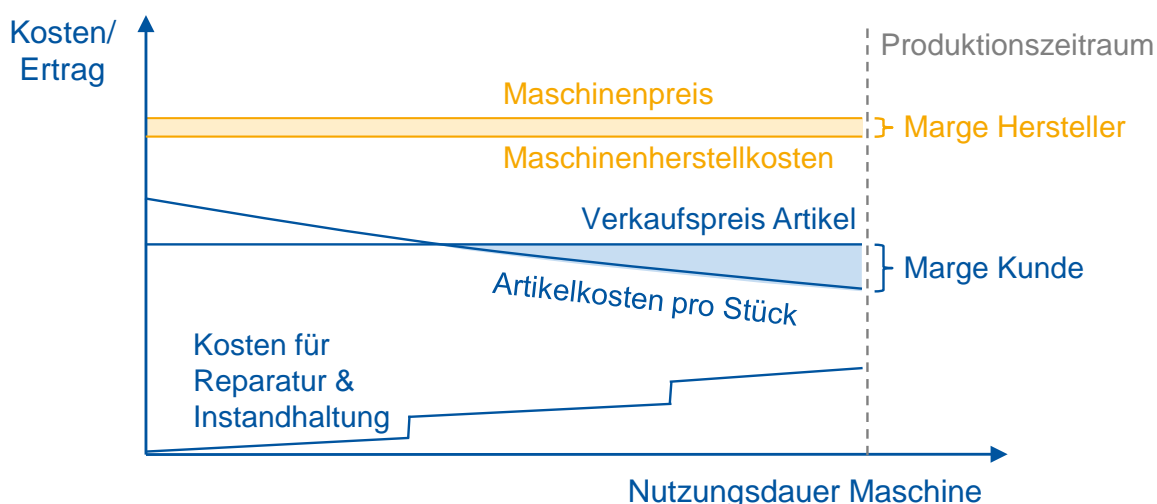 Kosten/
Ertrag
Produktionszeitraum
Maschinenpreis
Marge Hersteller
Maschinenherstellkosten
Verkaufspreis Artikel
Marge Kunde
Artikelkosten pro Stück
Kosten für
Reparatur &
Instandhaltung
Nutzungsdauer Maschine